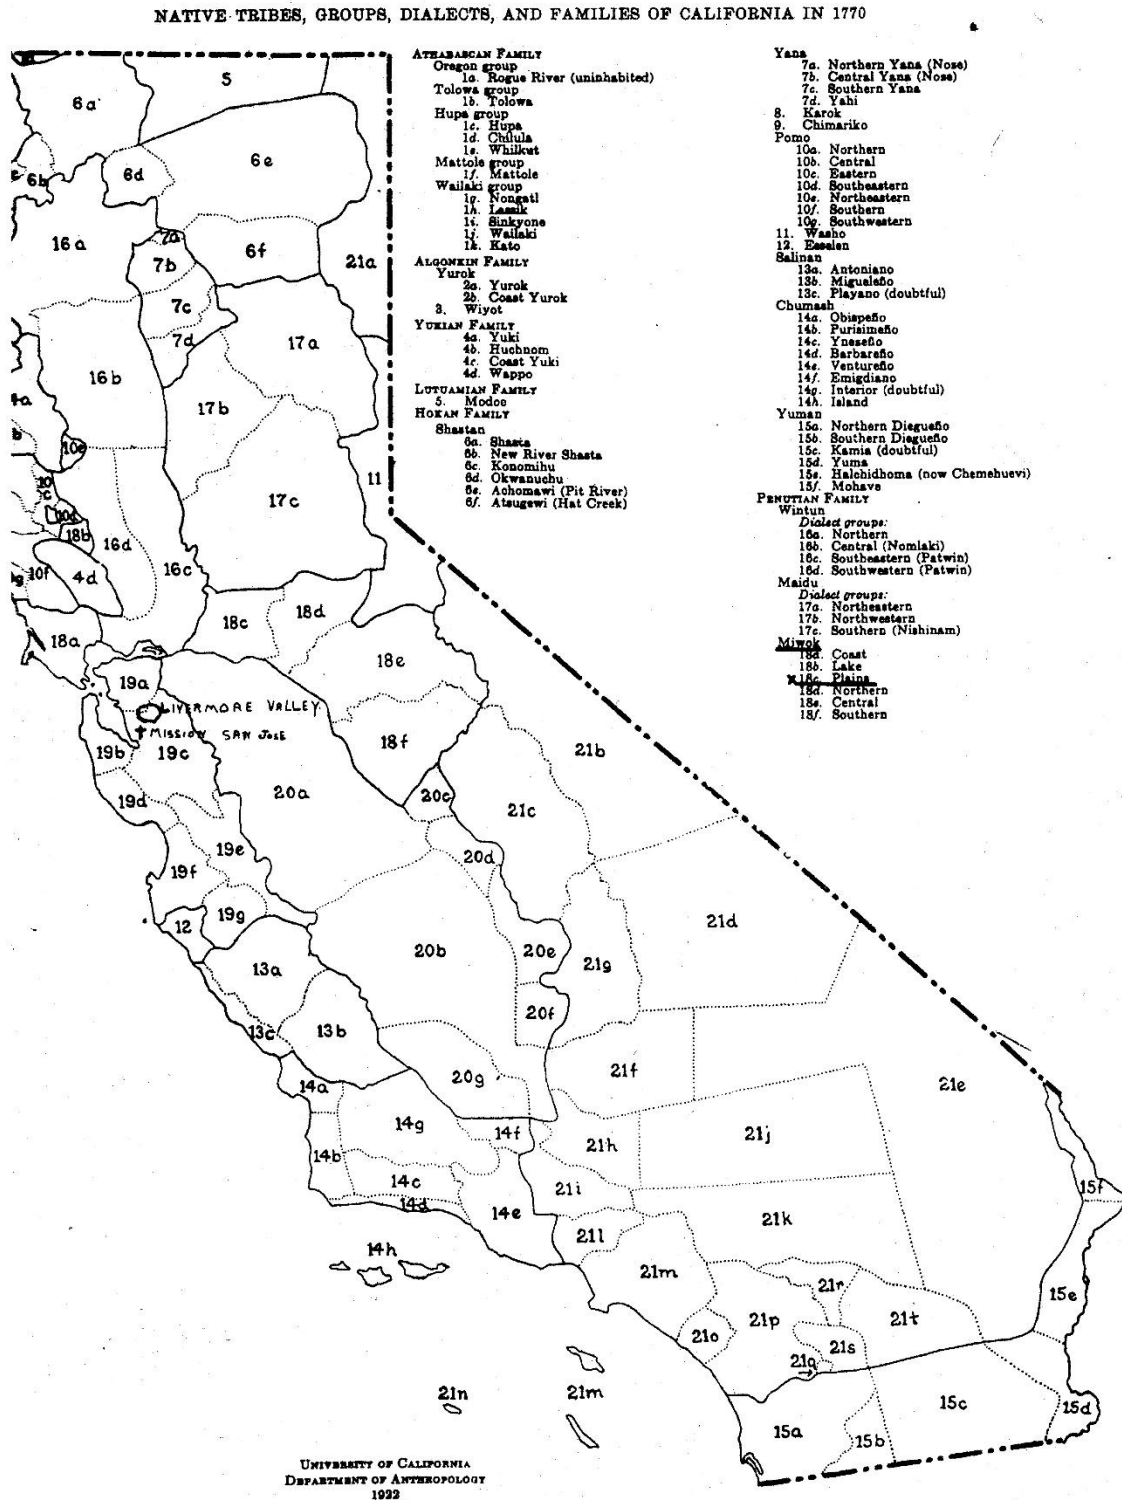 NATIVE TRIBES, GROUPS, DIALECTS, AND FAMILIES OF CALIFORNIA IN 1770
ATHABASCAN FAMILY
Oregon group
1a. Rogue River (uninhabited)
Tolowa group
1b. Tolowa
Hupa group
1c. Hupa
1d. Chilula
1e. Whilkut
Mattole group
1f. Mattole
Wailaki group
1g. Nongatl
1h. Lassik
1i. Sinkyone
1j. Wailaki
1k. Kato
ALGONKIN FAMILY
Yurok
2a. Yurok
2b. Coast Yurok
3. Wiyot
YUKIAN FAMILY
4a. Yuki
4b. Huchnom
4c. Coast Yuki
4d. Wappo
LUTUAMIAN FAMILY
5. Modoc
HOKAN FAMILY
Shastan
6a. Shasta
6b. New River Shasta
6c. Konomihu
6d. Okwanuchu
6e. Achomawi (Pit River)
6f. Atsugewi (Hat Creek)
Yana
7a. Northern Yana (Nose)
7b. Central Yana (Nose)
7c. Southern Yana
7d. Yahi
8. Karok
9. Chimariko
Pomo
10a. Northern
10b. Central
10c. Eastern
10d. Southeastern
10e. Northeastern
10f. Southern
10g. Southwestern
11. Washo
12. Esselen
Salinan
13a. Antoniano
13b. Migueleño
13c. Playano (doubtful)
Chumash
14a. Obispeño
14b. Purisimeño
14c. Ynezeño
14d. Barbareño
14e. Ventureño
14f. Emigdiano
14g. Interior (doubtful)
14h. Island
Yuman
15a. Northern Diegueño
15b. Southern Diegueño
15c. Kamia (doubtful)
15d. Yuma
15e. Halchidhoma (now Chemehuevi)
15f. Mohave
PENUTIAN FAMILY
Wintun
Dialect groups:
16a. Northern
16b. Central (Nomlaki)
16c. Southeastern (Patwin)
16d. Southwestern (Patwin)
Maidu
Dialect groups:
17a. Northeastern
17b. Northwestern
17c. Southern (Nishinam)
Miwok
18a. Coast
18b. Lake
x18c. Plains
18d. Northern
18e. Central
18f. Southern
5
6a
6e
6b
6d
16a
7a
7b
6f
21a
7c
7d
17a
16b
4a
17b
b
10e
11
10
c
17c
10d
18b
16d
16c
10f
4d
g
18a
18c
18d
18e
19a
LIVERMORE VALLEY
MISSION SAN JOSE
19b
19c
18f
21b
20a
20c
21c
19d
19e
20d
19f
19g
12
21d
20b
20e
21g
13a
20f
13c
13b
20g
21f
21e
14a
14g
14f
21h
21j
14b
14c
21i
15f
14d
14e
21k
21l
14h
21m
21r
15e
21o
21p
21t
21s
21q
21n
21m
15a
15b
15c
15d
UNIVERSITY OF CALIFORNIA
DEPARTMENT OF ANTHROPOLOGY
1922